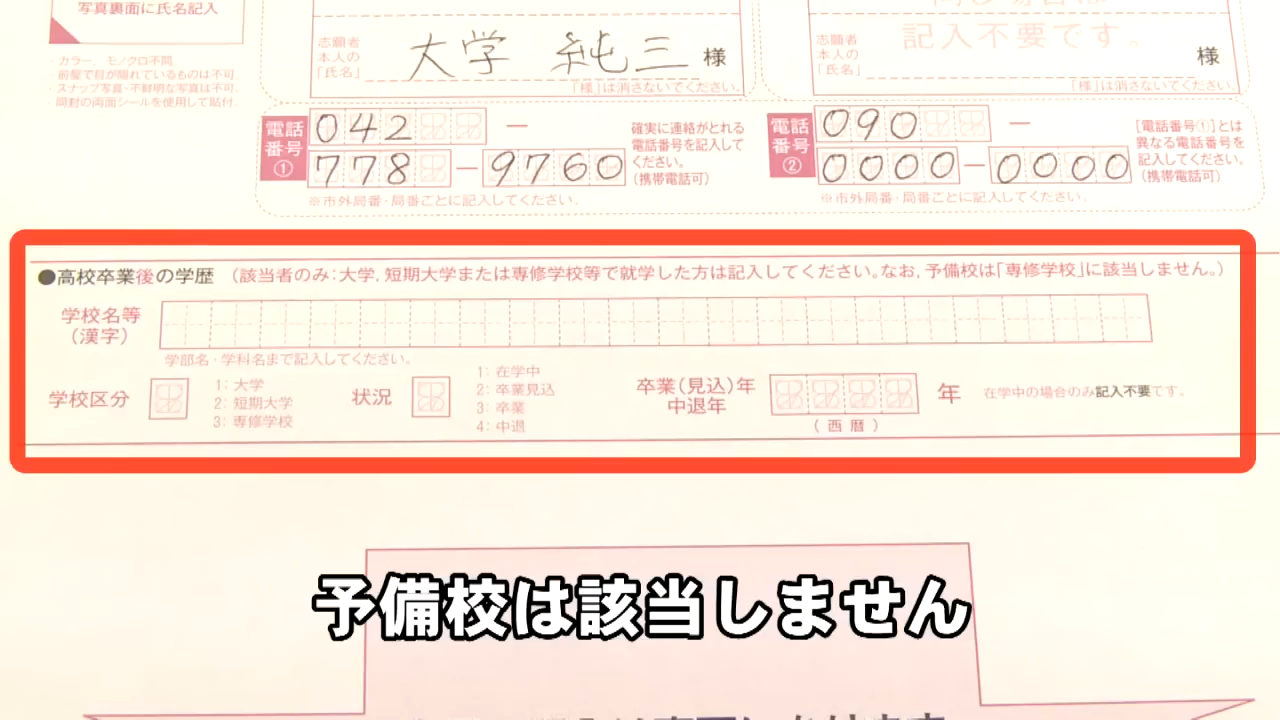 写真裏面に氏名記入
・カラー、モノクロ不問
・前髪で目が隠れているものは不可
・スナップ写真・不鮮明な写真は不可
・同封の両面シールを使用して貼付
志願者
本人の
「氏名」
大学 純三 様
「様」は消さないでください。
記入不要です。
志願者
本人の
「氏名」
様
「様」は消さないでください。
電話
番号
①
042 ー
778 ー 9760
確実に連絡がとれる
電話番号を記入して
ください。
(携帯電話可)
※市外局番・局番ごとに記入してください。
電話
番号
②
090 ー
0000 ー 0000
[電話番号①]とは
異なる電話番号を
記入してください。
(携帯電話可)
※市外局番・局番ごとに記入してください。
●高校卒業後の学歴 (該当者のみ:大学, 短期大学または専修学校等で就学した方は記入してください。なお, 予備校は「専修学校」に該当しません。)
学校名等
(漢字)
学部名・学科名まで記入してください。
学校区分
1: 大学
2: 短期大学
3: 専修学校
状況
1: 在学中
2: 卒業見込
3: 卒業
4: 中退
卒業(見込)年
中退年
年
(西暦)
在学中の場合のみ記入不要です。
予備校は該当しません